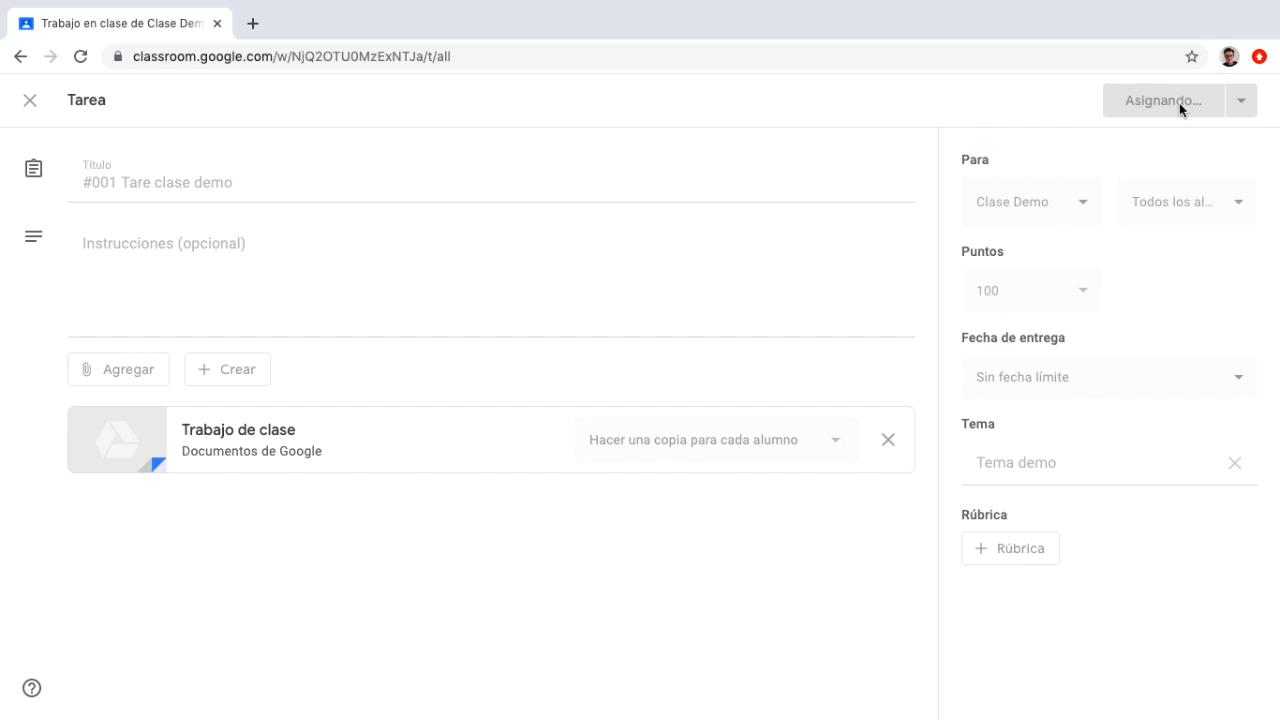 Trabajo en clase de Clase Dem
classroom.google.com/w/NjQ2OTU0MzExNTJa/t/all
Tarea
Asignando...
Título
#001 Tare clase demo
Instrucciones (opcional)
Agregar
Crear
Trabajo de clase
Documentos de Google
Hacer una copia para cada alumno
Para
Clase Demo
Todos los al...
Puntos
100
Fecha de entrega
Sin fecha límite
Tema
Tema demo
Rúbrica
Rúbrica